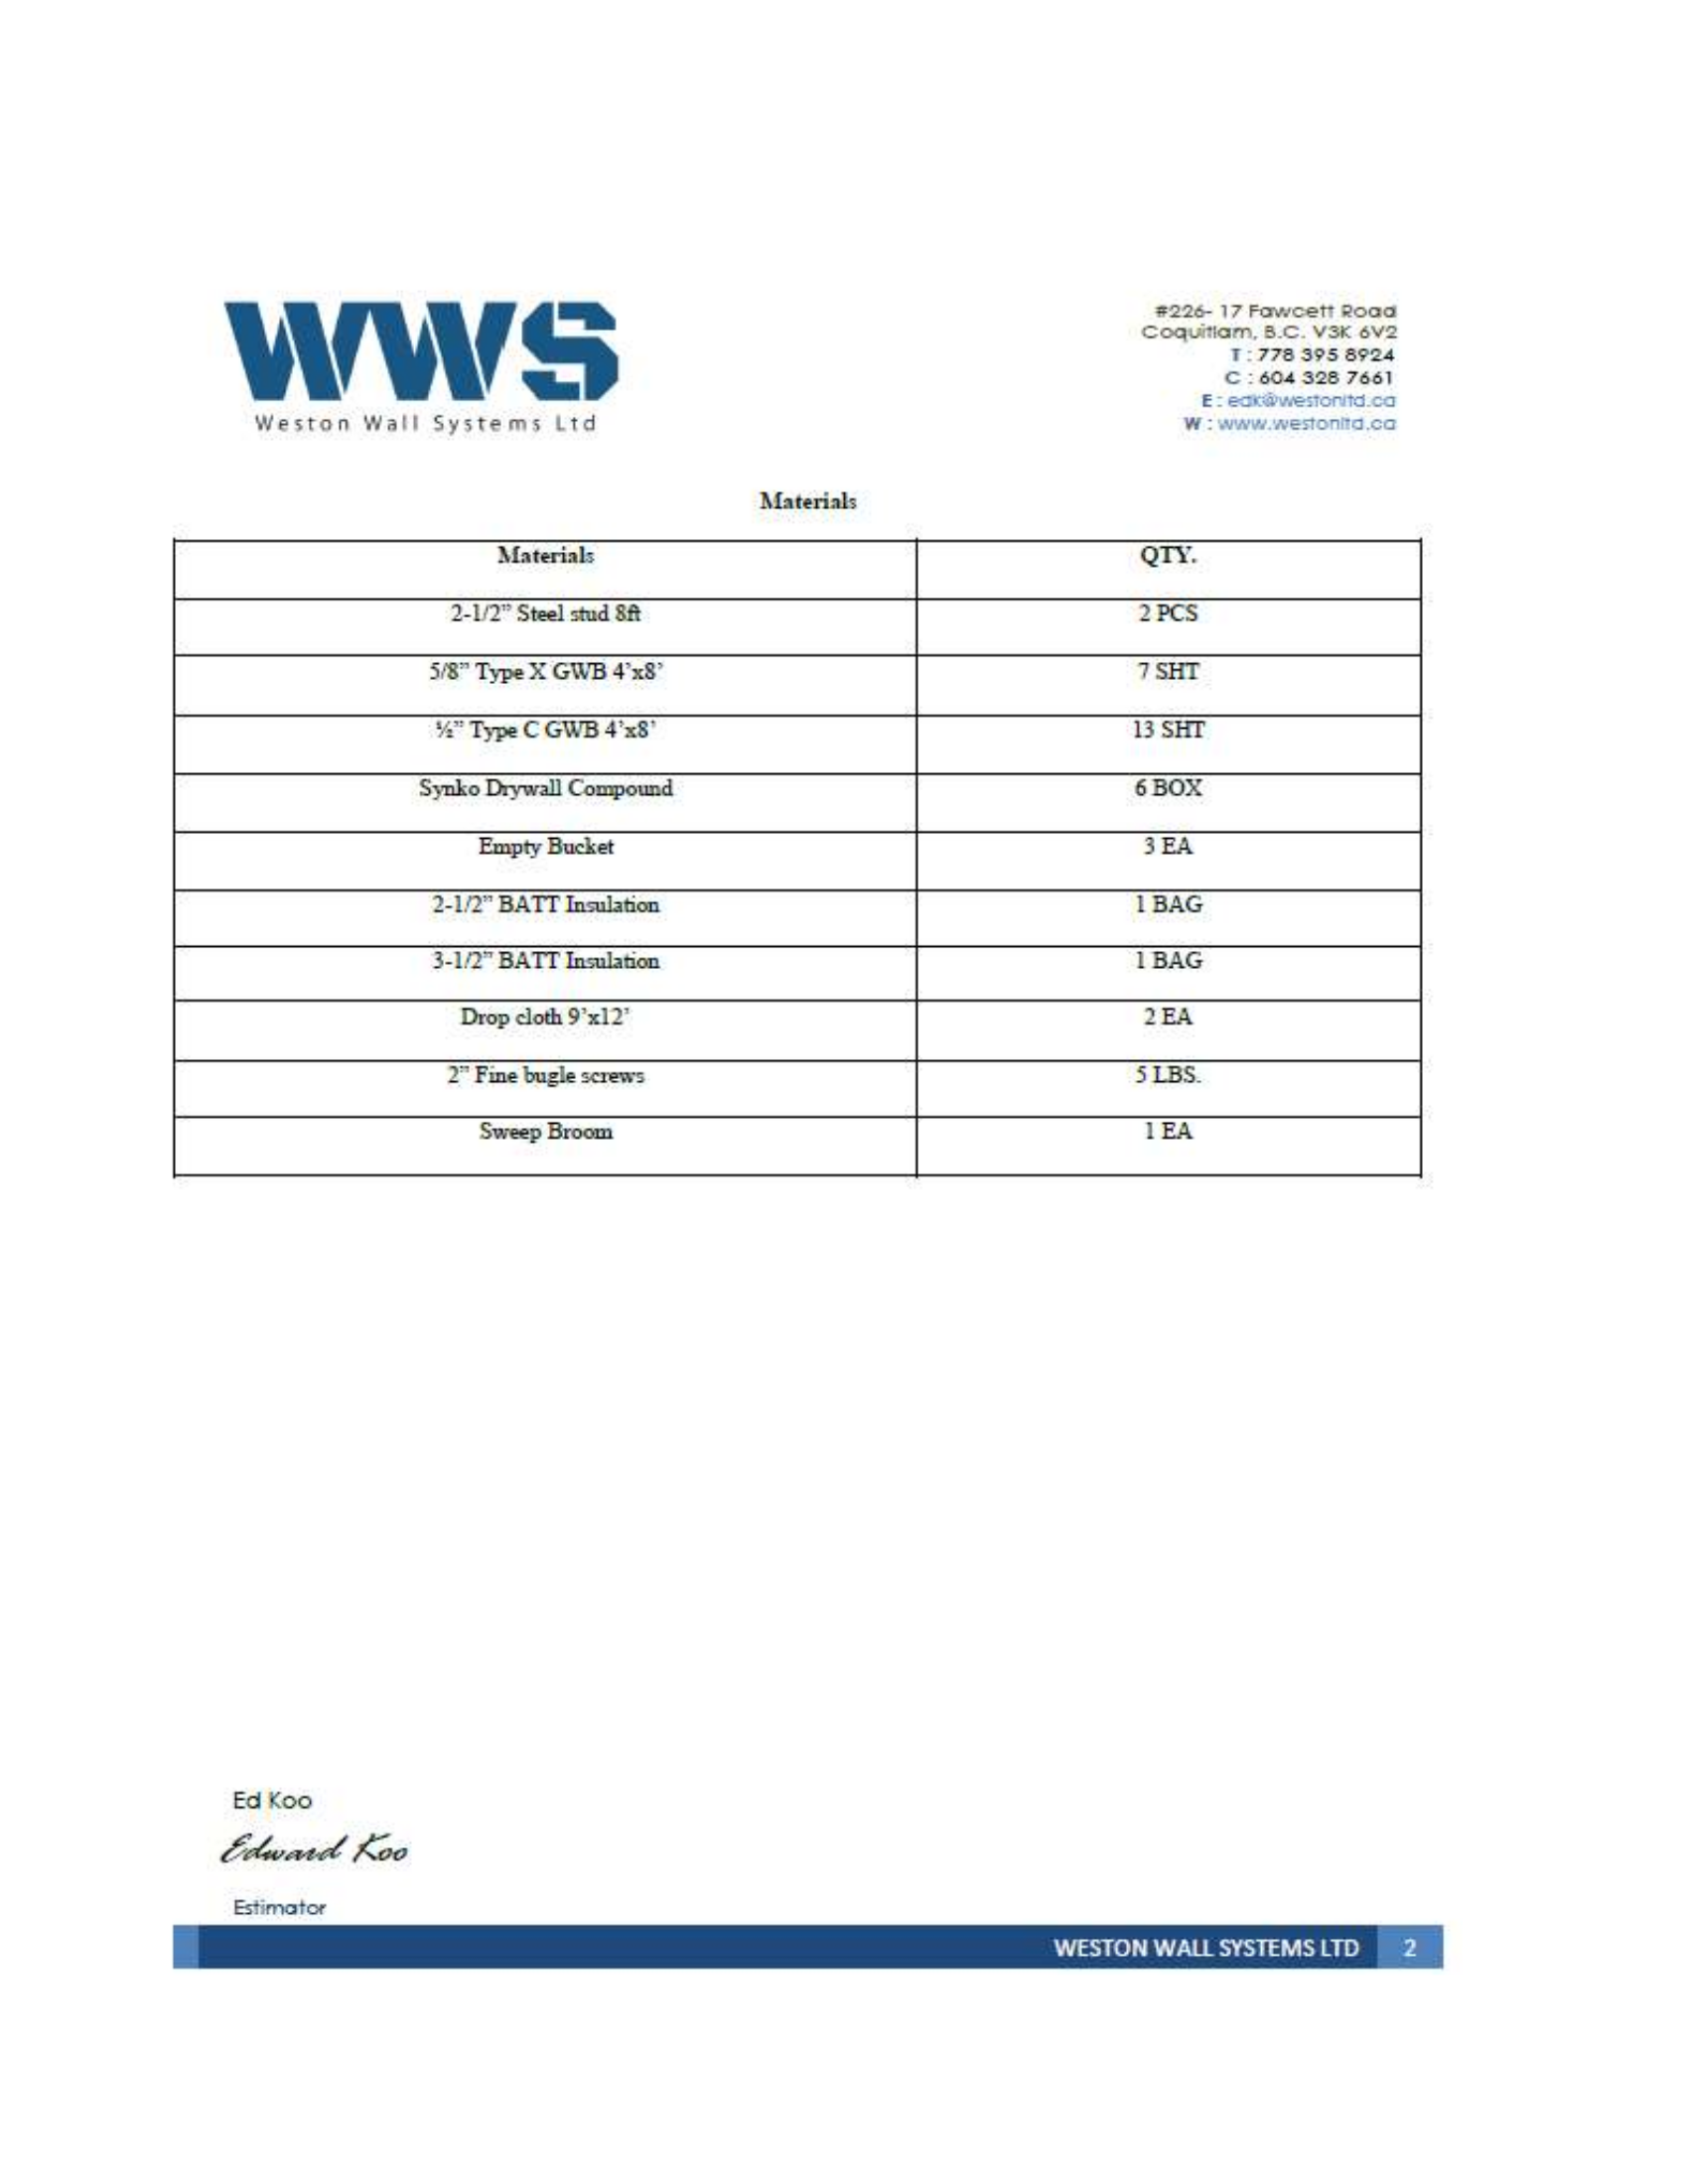 WWS
Weston Wall Systems Ltd
#226- 17 Fawcett Road
Coquitlam, B.C. V3K 6V2
T : 778 395 8924
C : 604 328 7661
E : edk@westonltd.ca
W : www.westonltd.ca
Materials
Materials QTY.
2-1/2” Steel stud 8ft 2 PCS
5/8” Type X GWB 4’x8’ 7 SHT
½” Type C GWB 4’x8’ 13 SHT
Synko Drywall Compound 6 BOX
Empty Bucket 3 EA
2-1/2” BATT Insulation 1 BAG
3-1/2” BATT Insulation 1 BAG
Drop cloth 9’x12’ 2 EA
2” Fine bugle screws 5 LBS.
Sweep Broom 1 EA
Ed Koo
Edward Koo
Estimator
WESTON WALL SYSTEMS LTD 2